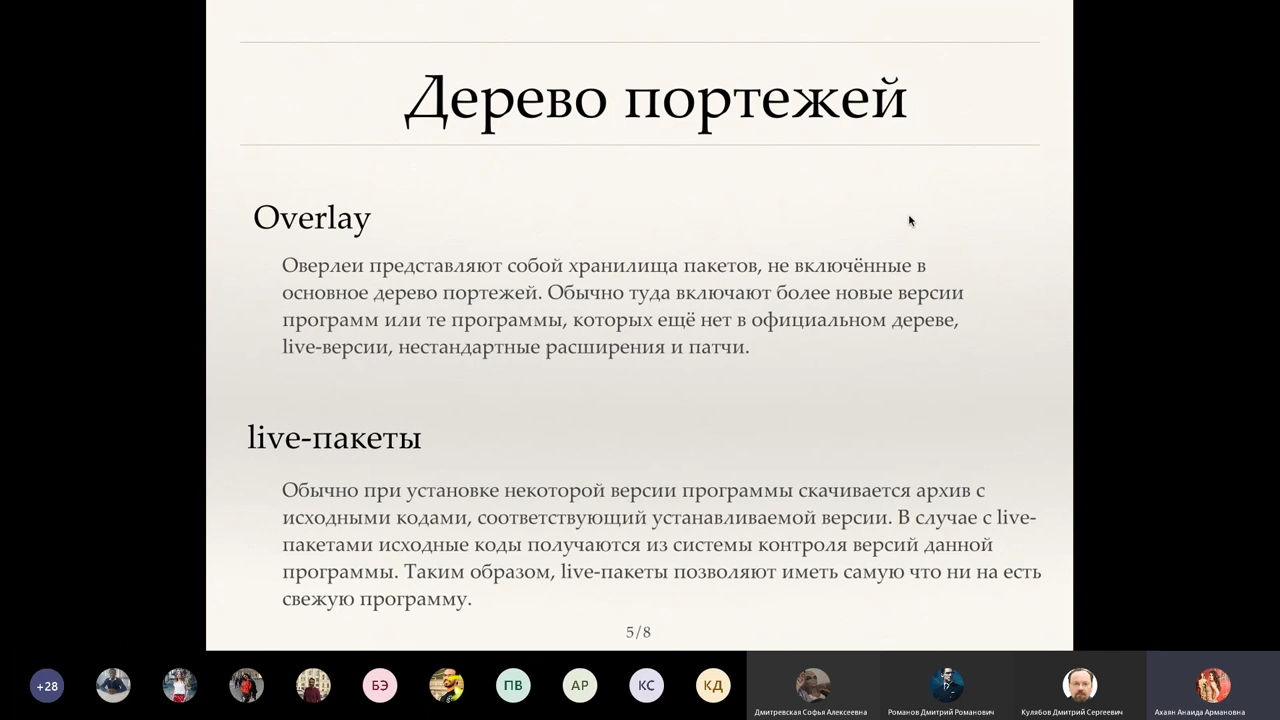 Дерево портежей
Overlay
Оверлеи представляют собой хранилища пакетов, не включённые в
основное дерево портежей. Обычно туда включают более новые версии
программ или те программы, которых ещё нет в официальном дереве,
live-версии, нестандартные расширения и патчи.
live-пакеты
Обычно при установке некоторой версии программы скачивается архив с
исходными кодами, соответствующий устанавливаемой версии. В случае с live-
пакетами исходные коды получаются из системы контроля версий данной
программы. Таким образом, live-пакеты позволяют иметь самую что ни на есть
свежую программу.
5/8
+28 БЭ ПВ АР КС КД
Дмитревская Софья Алексеевна Романов Дмитрий Романович Кулябов Дмитрий Сергеевич Ахаян Анаида Армановна